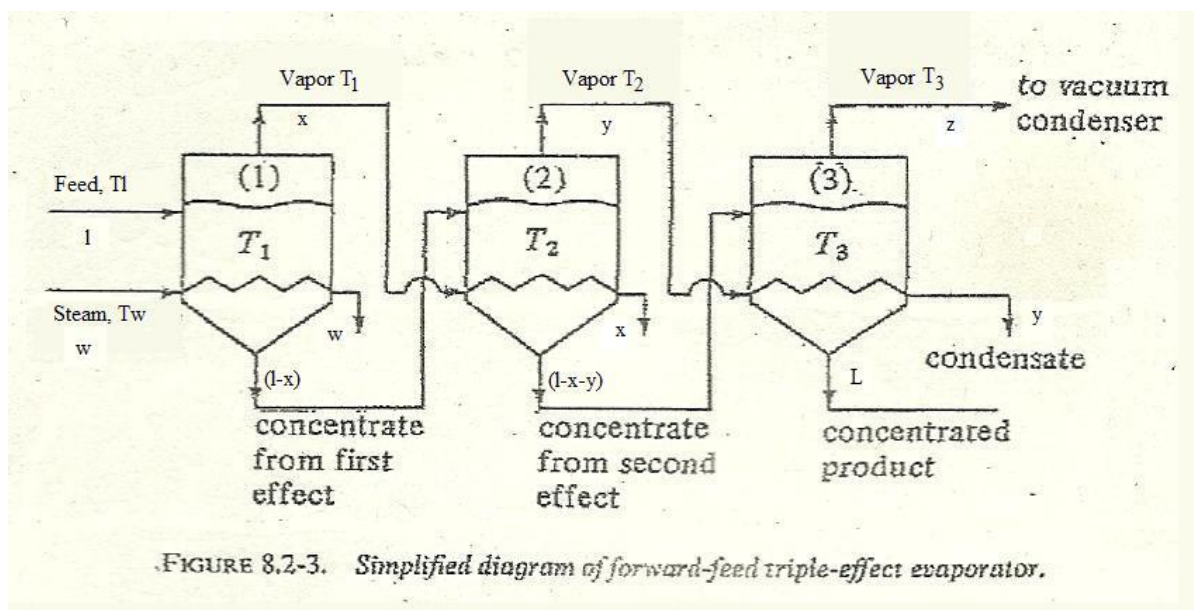 Vapor T1
Vapor T2
Vapor T3
to vacuum
condenser
x
y
z
Feed, Tl
l
(1)
(2)
(3)
T1
T2
T3
Steam, Tw
w
w
x
y
condensate
(l-x)
(l-x-y)
L
concentrate
from first
effect
concentrate
from second
effect
concentrated
product
FIGURE 8.2-3. Simplified diagram of forward-feed triple-effect evaporator.